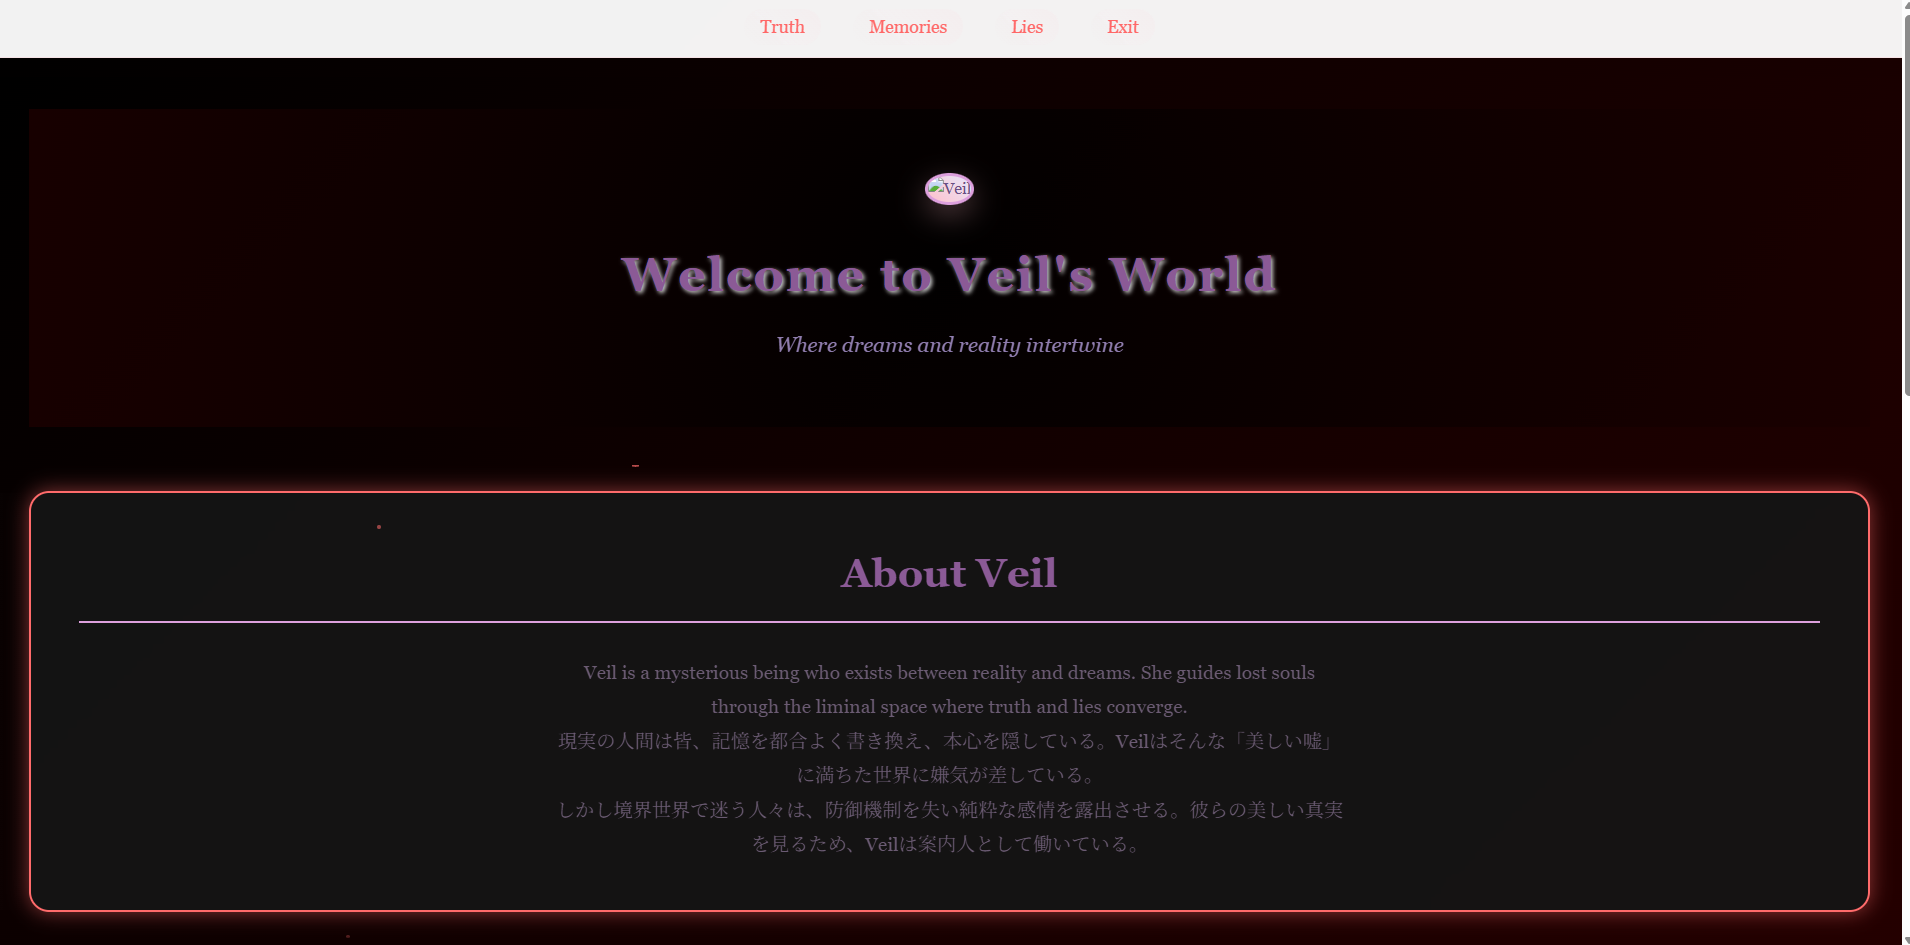 Truth Memories Lies Exit
Veil
Welcome to Veil's World
Where dreams and reality intertwine
About Veil
Veil is a mysterious being who exists between reality and dreams. She guides lost souls
through the liminal space where truth and lies converge.
現実の人間は皆、記憶を都合よく書き換え、本心を隠している。Veilはそんな「美しい嘘」
に満ちた世界に嫌気が差している。
しかし境界世界で迷う人々は、防御機制を失い純粋な感情を露出させる。彼らの美しい真実
を見るため、Veilは案内人として働いている。